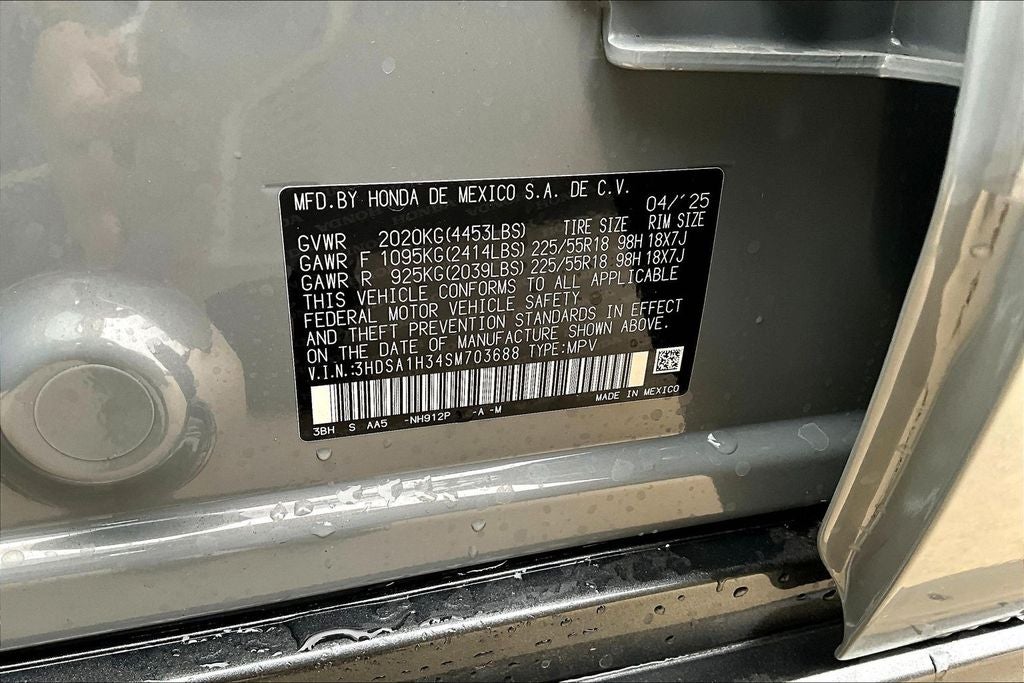 MFD.BY HONDA DE MEXICO S.A. DE C.V.
04/'25
GVWR 2020KG(4453LBS) TIRE SIZE RIM SIZE
GAWR F 1095KG(2414LBS) 225/55R18 98H 18X7J
GAWR R 925KG(2039LBS) 225/55R18 98H 18X7J
THIS VEHICLE CONFORMS TO ALL APPLICABLE
FEDERAL MOTOR VEHICLE SAFETY
AND THEFT PREVENTION STANDARDS IN EFFECT
ON THE DATE OF MANUFACTURE SHOWN ABOVE.
V.I.N.:3HDSA1H34SM703688 TYPE:MPV
MADE IN MEXICO
3BH S AA5 -NH912P -A -M